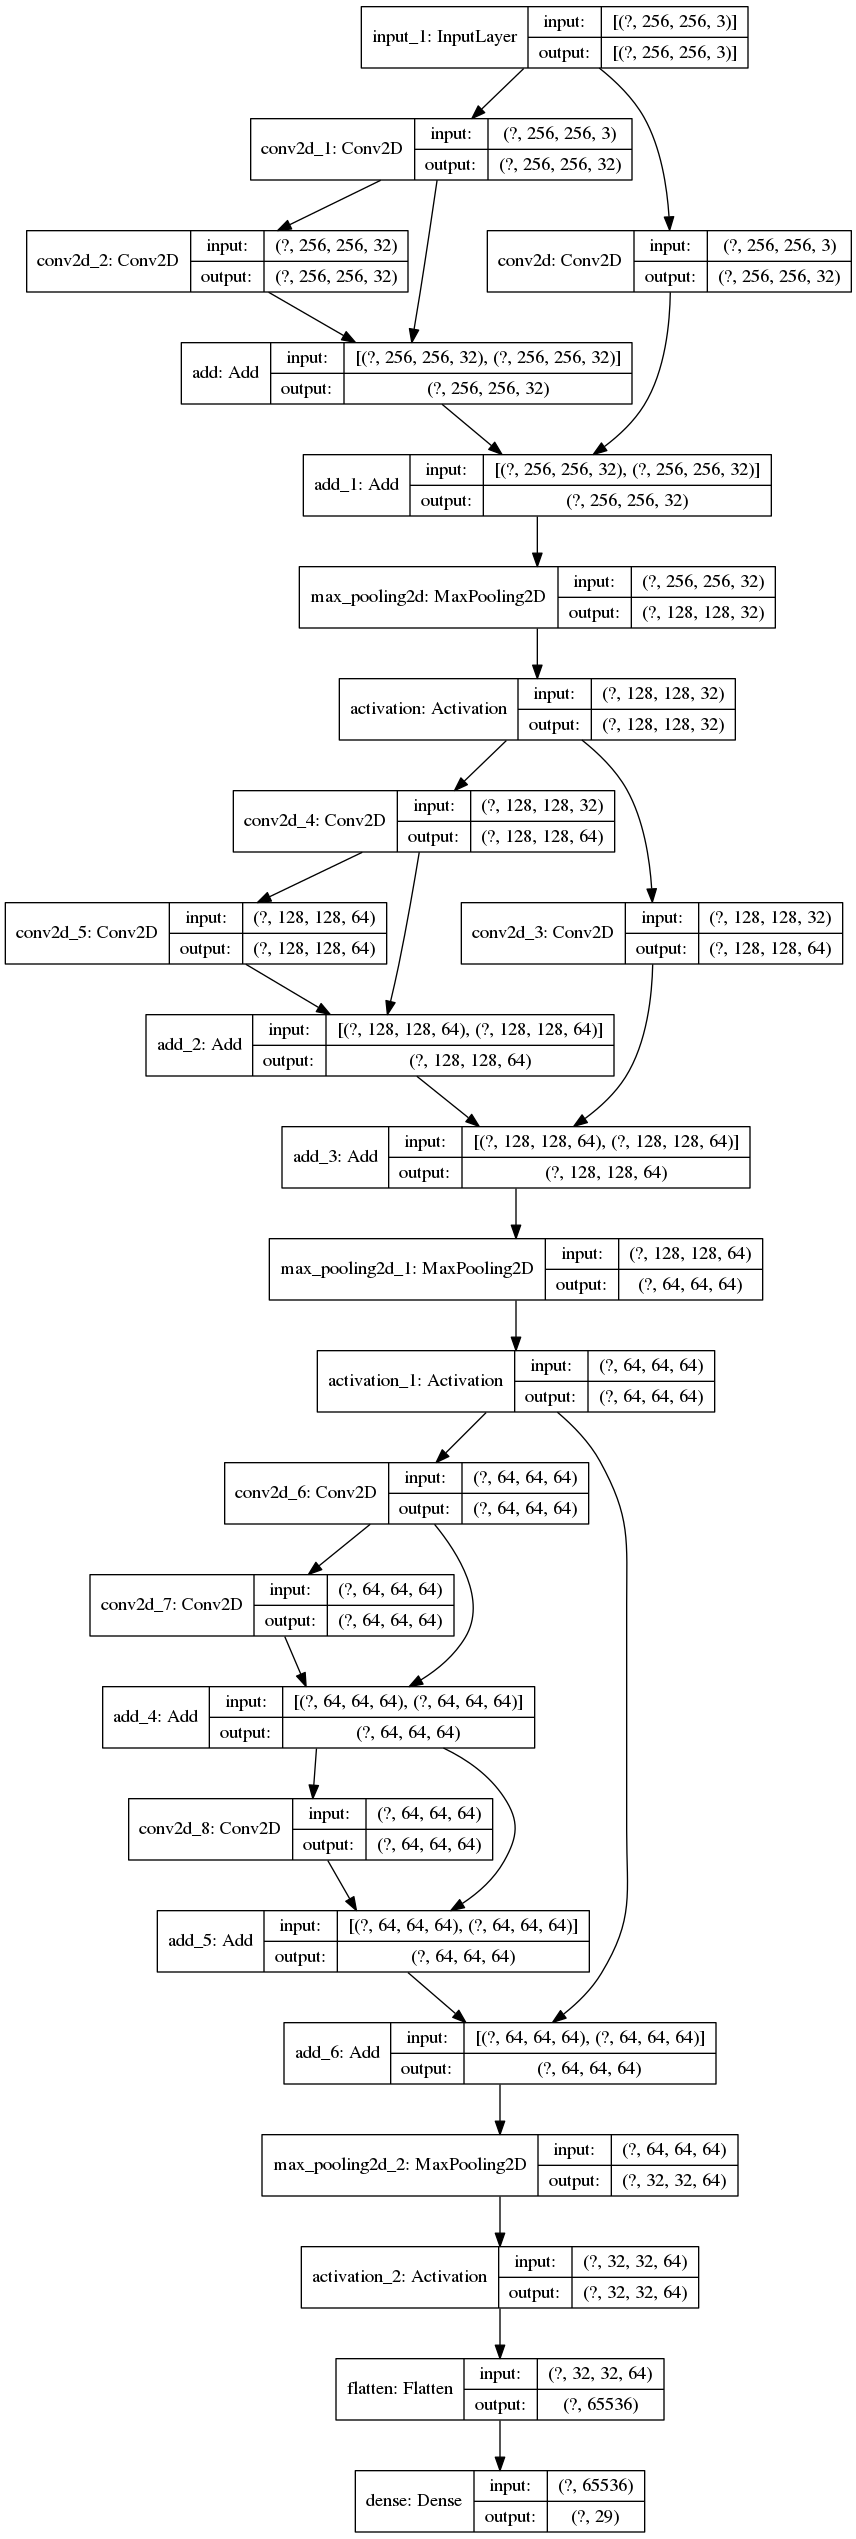 input_1: InputLayer
input: [(?, 256, 256, 3)]
output: [(?, 256, 256, 3)]
conv2d_1: Conv2D
input: (?, 256, 256, 3)
output: (?, 256, 256, 32)
conv2d_2: Conv2D
input: (?, 256, 256, 32)
output: (?, 256, 256, 32)
conv2d: Conv2D
input: (?, 256, 256, 3)
output: (?, 256, 256, 32)
add: Add
input: [(?, 256, 256, 32), (?, 256, 256, 32)]
output: (?, 256, 256, 32)
add_1: Add
input: [(?, 256, 256, 32), (?, 256, 256, 32)]
output: (?, 256, 256, 32)
max_pooling2d: MaxPooling2D
input: (?, 256, 256, 32)
output: (?, 128, 128, 32)
activation: Activation
input: (?, 128, 128, 32)
output: (?, 128, 128, 32)
conv2d_4: Conv2D
input: (?, 128, 128, 32)
output: (?, 128, 128, 64)
conv2d_5: Conv2D
input: (?, 128, 128, 64)
output: (?, 128, 128, 64)
conv2d_3: Conv2D
input: (?, 128, 128, 32)
output: (?, 128, 128, 64)
add_2: Add
input: [(?, 128, 128, 64), (?, 128, 128, 64)]
output: (?, 128, 128, 64)
add_3: Add
input: [(?, 128, 128, 64), (?, 128, 128, 64)]
output: (?, 128, 128, 64)
max_pooling2d_1: MaxPooling2D
input: (?, 128, 128, 64)
output: (?, 64, 64, 64)
activation_1: Activation
input: (?, 64, 64, 64)
output: (?, 64, 64, 64)
conv2d_6: Conv2D
input: (?, 64, 64, 64)
output: (?, 64, 64, 64)
conv2d_7: Conv2D
input: (?, 64, 64, 64)
output: (?, 64, 64, 64)
add_4: Add
input: [(?, 64, 64, 64), (?, 64, 64, 64)]
output: (?, 64, 64, 64)
conv2d_8: Conv2D
input: (?, 64, 64, 64)
output: (?, 64, 64, 64)
add_5: Add
input: [(?, 64, 64, 64), (?, 64, 64, 64)]
output: (?, 64, 64, 64)
add_6: Add
input: [(?, 64, 64, 64), (?, 64, 64, 64)]
output: (?, 64, 64, 64)
max_pooling2d_2: MaxPooling2D
input: (?, 64, 64, 64)
output: (?, 32, 32, 64)
activation_2: Activation
input: (?, 32, 32, 64)
output: (?, 32, 32, 64)
flatten: Flatten
input: (?, 32, 32, 64)
output: (?, 65536)
dense: Dense
input: (?, 65536)
output: (?, 29)